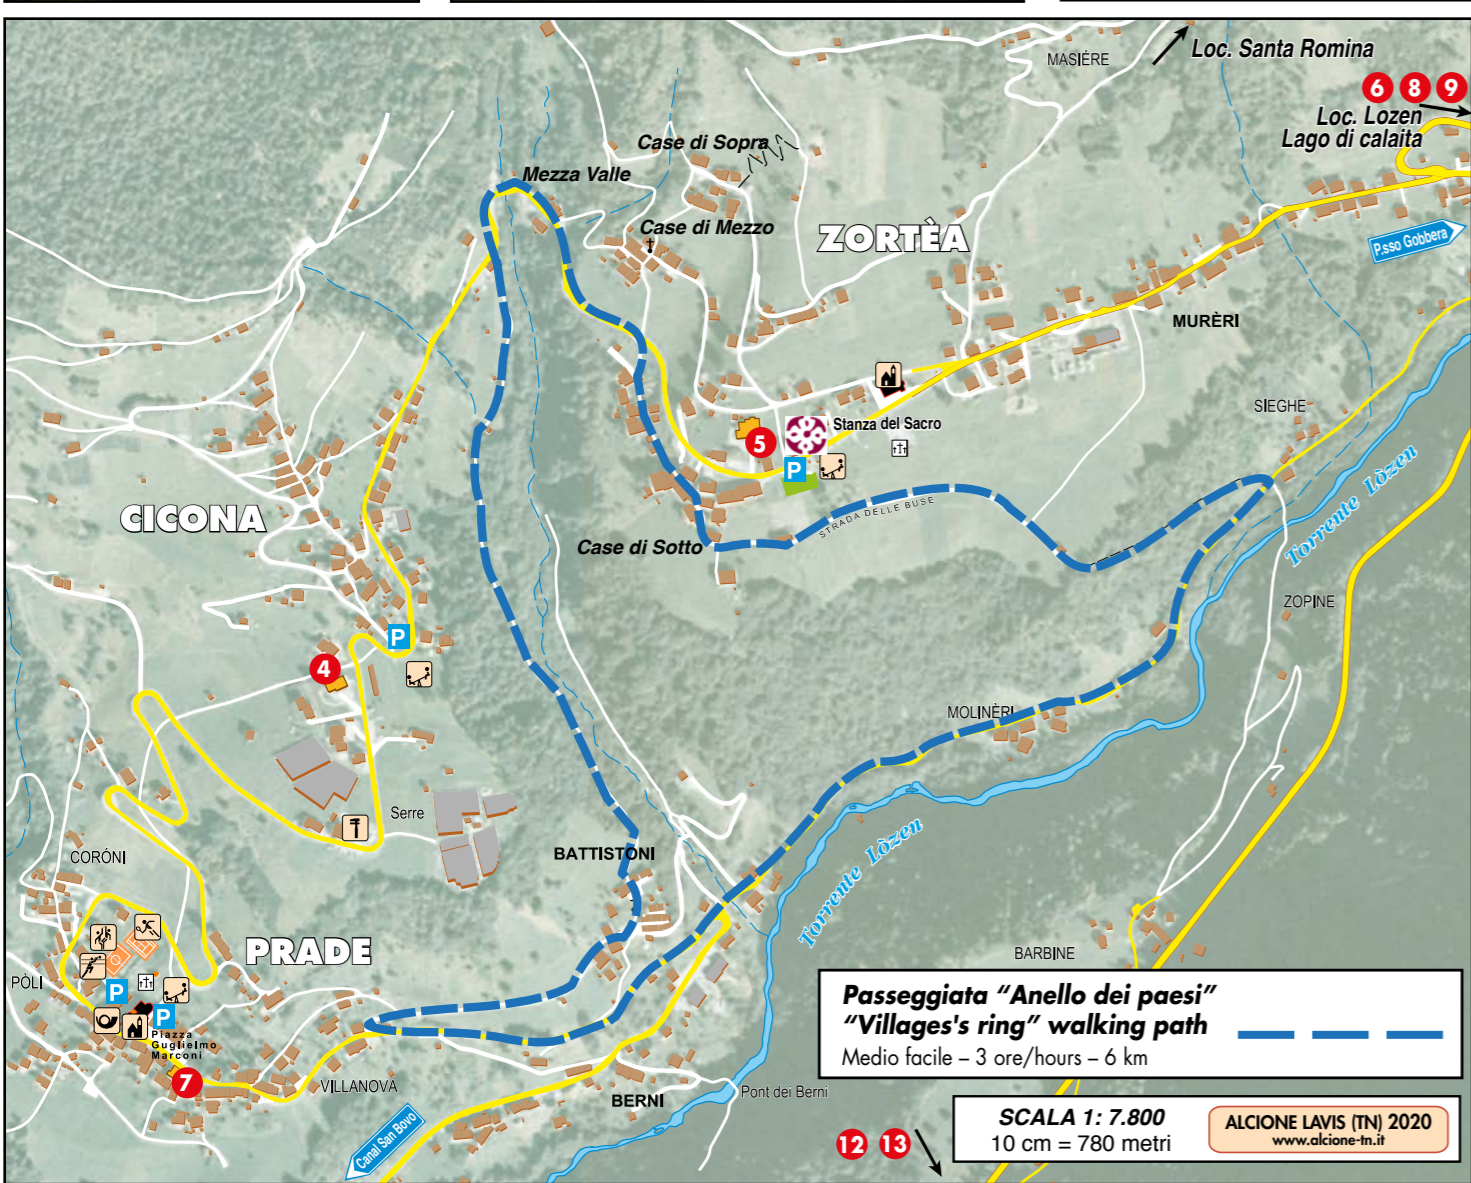 MASIÉRE
Loc. Santa Romina
6 8 9
Loc. Lozen
Lago di calaita
Case di Sopra
Mezza Valle
Case di Mezzo
ZORTÈA
P.sso Gobbera
MURÈRI
SIEGHE
Stanza del Sacro
5
P
Torrente Lòzen
STRADA DELLE BUSE
CICONA
Case di Sotto
ZOPINE
P
4
MOLINÈRI
Serre
Torrente Lòzen
CORÓNI
BATTISTONI
PRADE
BARBINE
PÒLI
P
P
Piazza
Guglielmo
Marconi
7
VILLANOVA
BERNI
Pont dei Berni
Canal San Bovo
Passeggiata “Anello dei paesi”
“Villages's ring” walking path
Medio facile – 3 ore/hours – 6 km
12 13
SCALA 1: 7.800
10 cm = 780 metri
ALCIONE LAVIS (TN) 2020
www.alcione-tn.it